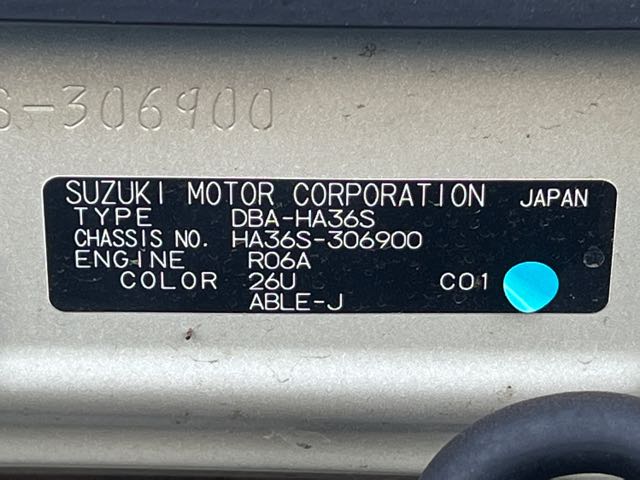 S-306900
SUZUKI MOTOR CORPORATION JAPAN
TYPE DBA-HA36S
CHASSIS NO. HA36S-306900
ENGINE R06A
COLOR 26U C01
ABLE-J